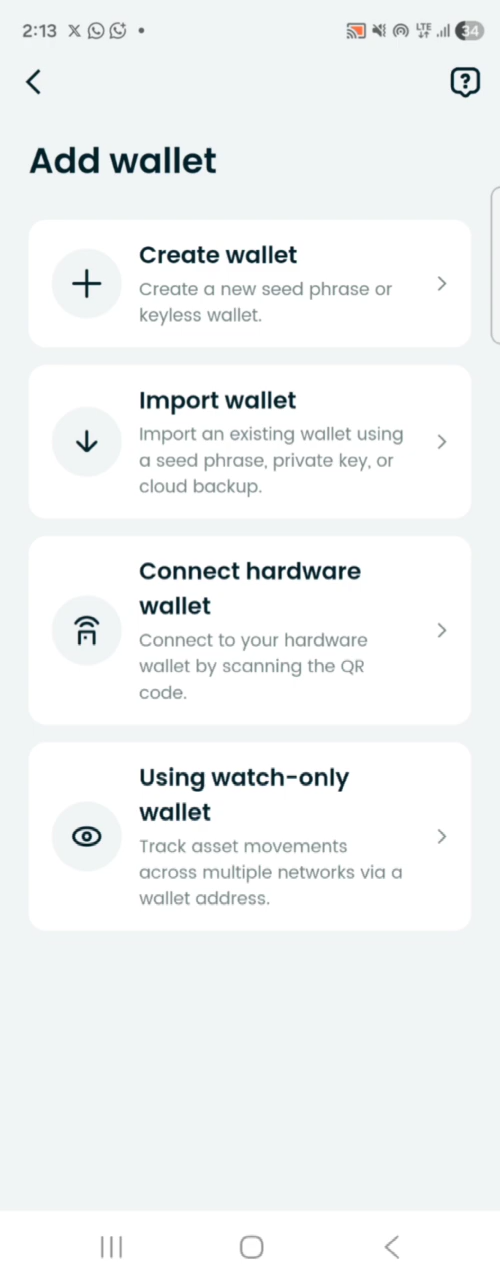 2:13
LTE
34
Add wallet
Create wallet
Create a new seed phrase or
keyless wallet.
Import wallet
Import an existing wallet using
a seed phrase, private key, or
cloud backup.
Connect hardware
wallet
Connect to your hardware
wallet by scanning the QR
code.
Using watch-only
wallet
Track asset movements
across multiple networks via a
wallet address.